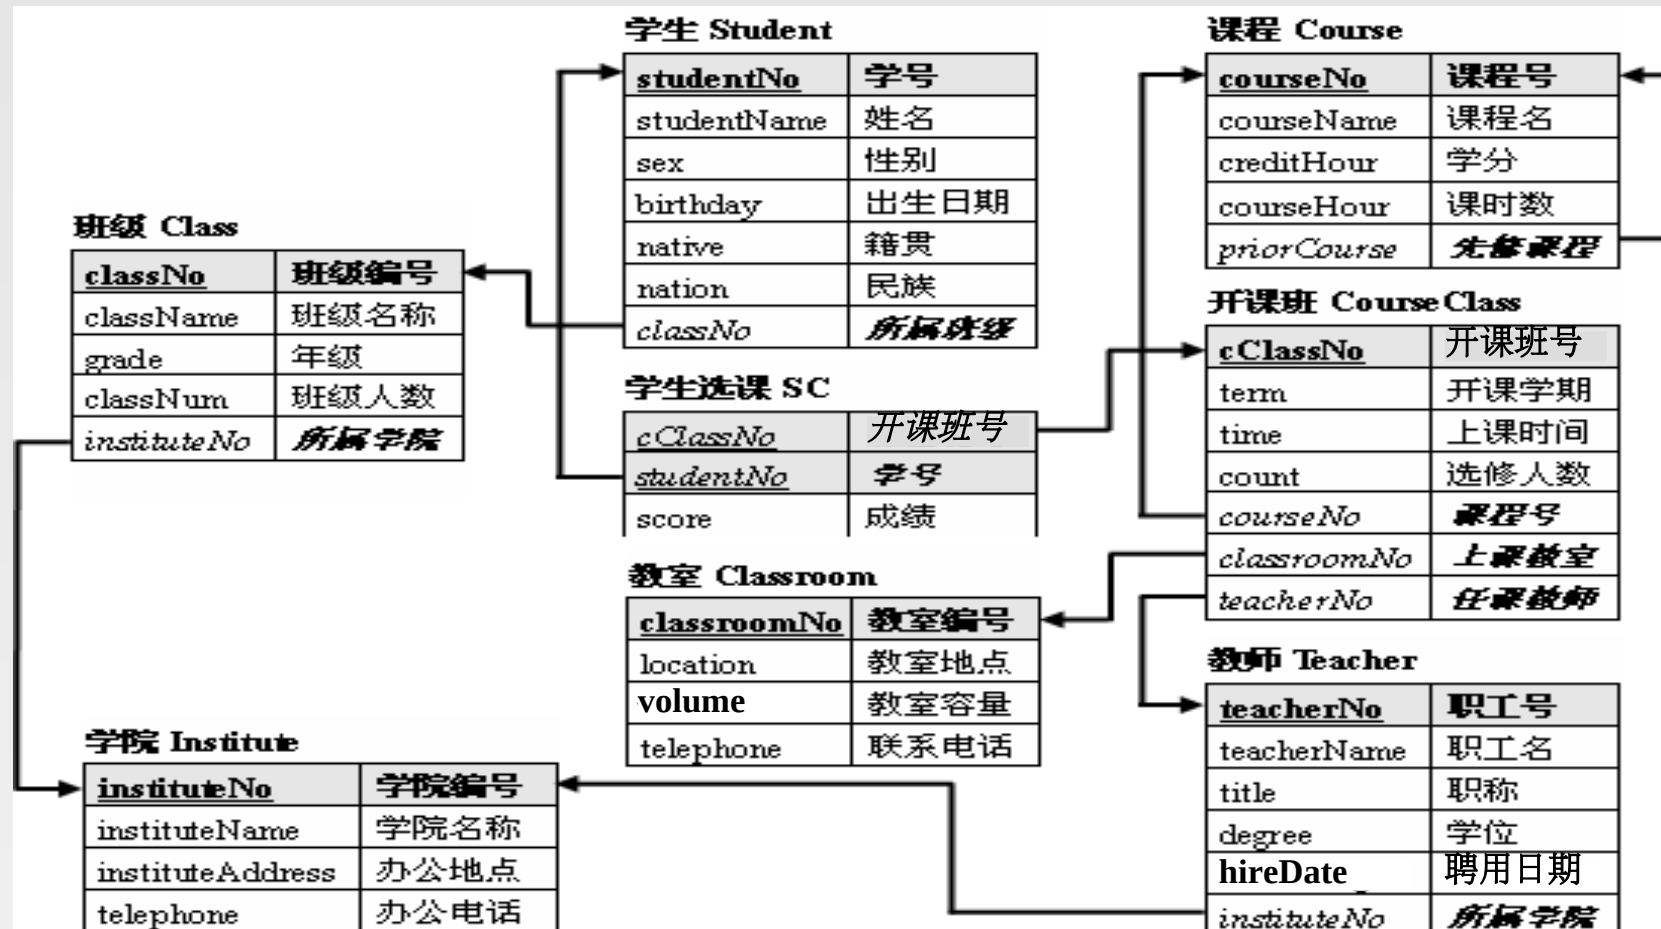 学生 Student
studentNo 学号
studentName 姓名
sex 性别
birthday 出生日期
native 籍贯
nation 民族
classNo 所属班级
课程 Course
courseNo 课程号
courseName 课程名
creditHour 学分
courseHour 课时数
priorCourse 先修课程
班级 Class
classNo 班级编号
className 班级名称
grade 年级
classNum 班级人数
instituteNo 所属学院
学生选课 SC
cClassNo 开课班号
studentNo 学号
score 成绩
开课班 CourseClass
cClassNo 开课班号
term 开课学期
time 上课时间
count 选修人数
courseNo 课程号
classroomNo 上课教室
teacherNo 任课教师
教室 Classroom
classroomNo 教室编号
location 教室地点
volume 教室容量
telephone 联系电话
教师 Teacher
teacherNo 职工号
teacherName 职工名
title 职称
degree 学位
hireDate 聘用日期
instituteNo 所属学院
学院 Institute
instituteNo 学院编号
instituteName 学院名称
instituteAddress 办公地点
telephone 办公电话